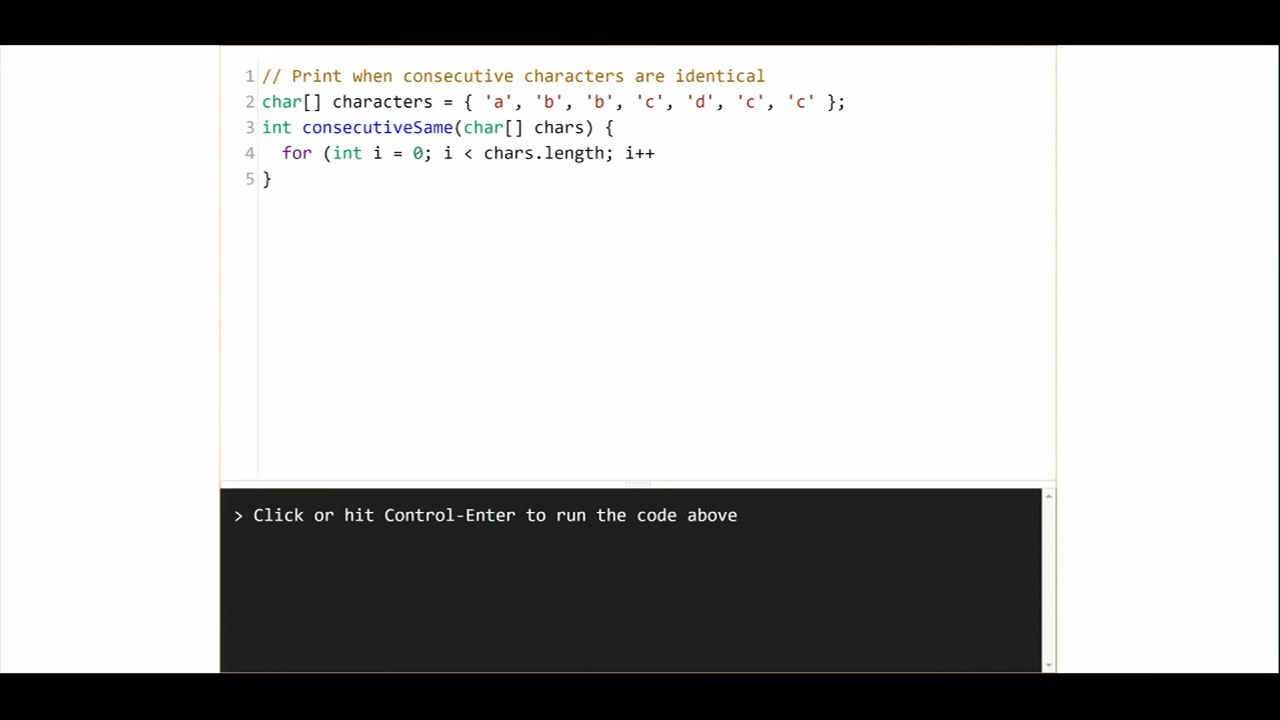 1 // Print when consecutive characters are identical
2 char[] characters = { 'a', 'b', 'b', 'c', 'd', 'c', 'c' };
3 int consecutiveSame(char[] chars) {
4   for (int i = 0; i < chars.length; i++
5 }
> Click or hit Control-Enter to run the code above